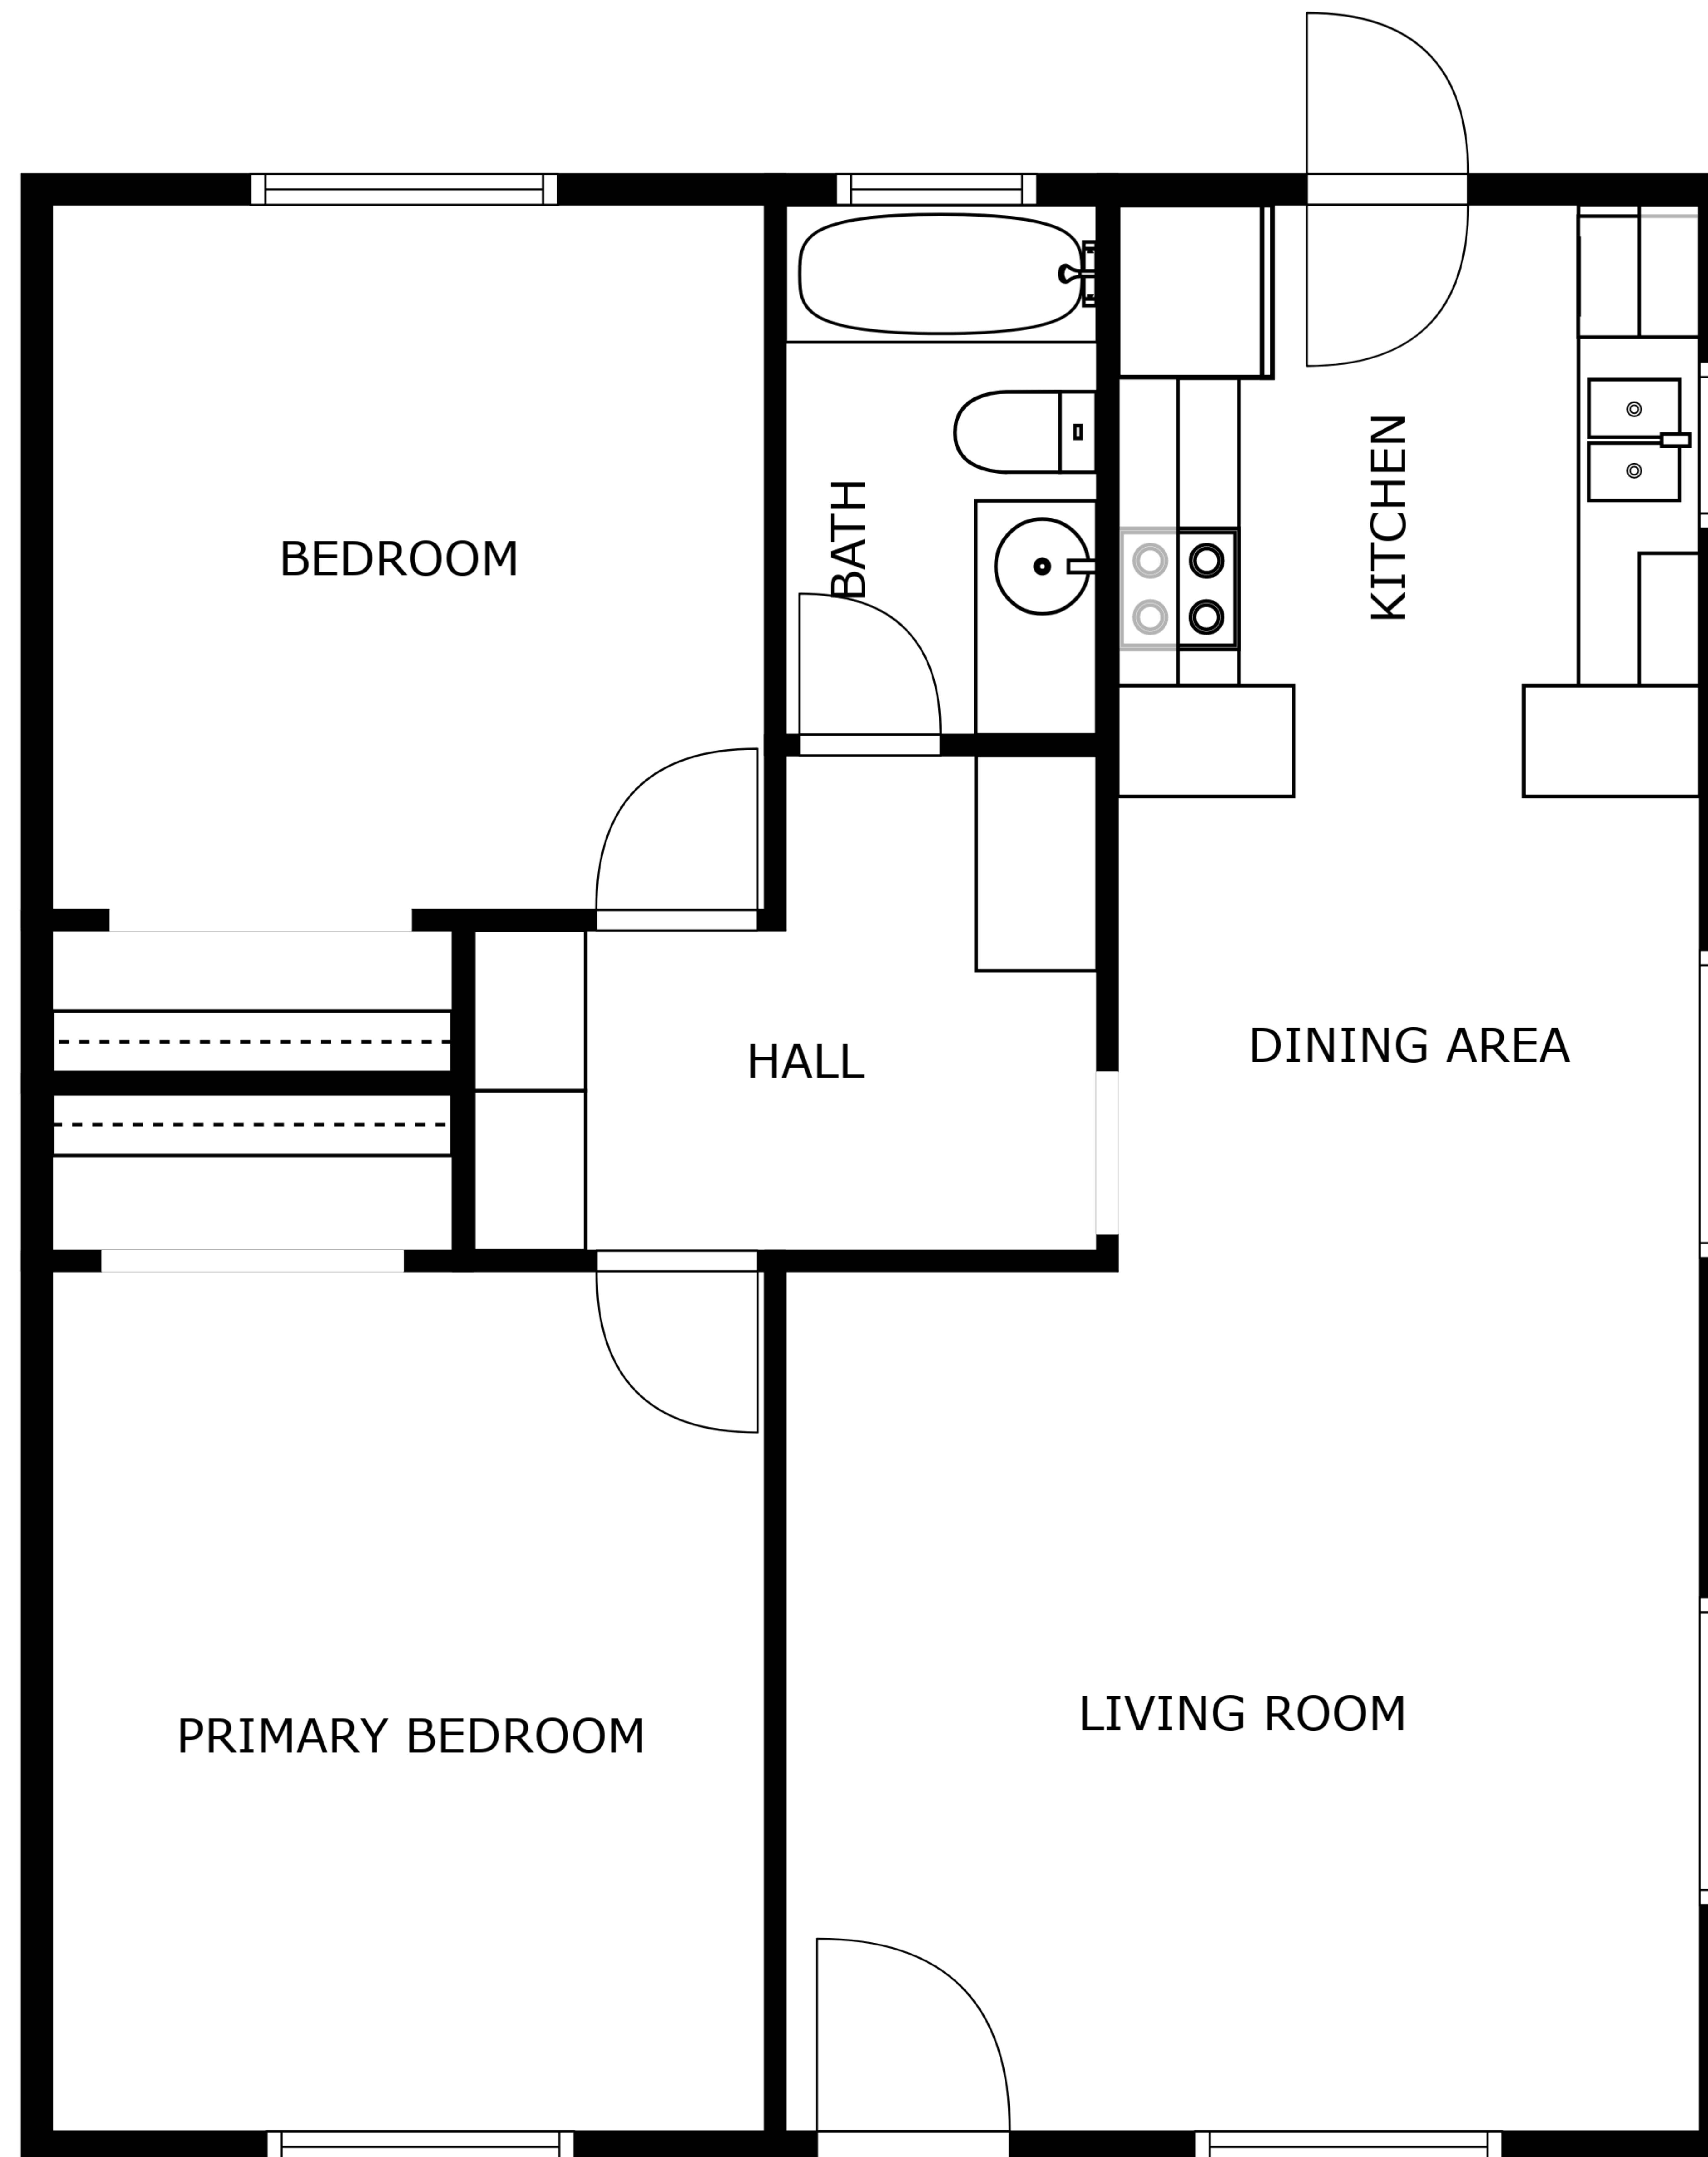 BEDROOM
BATH
KITCHEN
HALL
DINING AREA
PRIMARY BEDROOM
LIVING ROOM